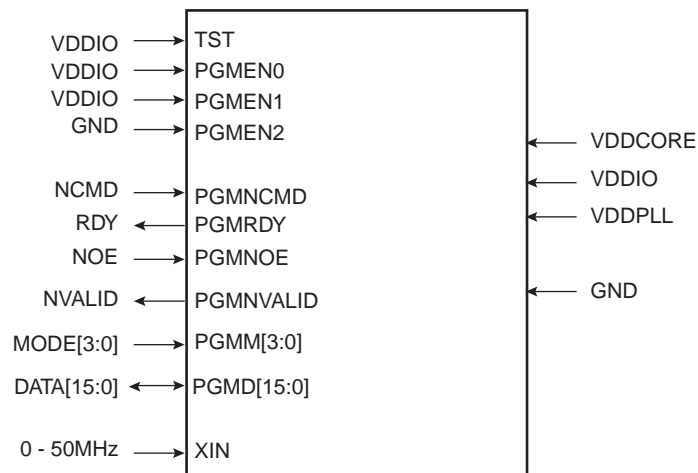 VDDIO TST
VDDIO PGMEN0
VDDIO PGMEN1
GND PGMEN2
VDDCORE
VDDIO
VDDPLL
NCMD PGMNCMD
RDY PGMRDY
NOE PGMNOE
NVALID PGMNVALID
GND
MODE[3:0] PGMM[3:0]
DATA[15:0] PGMD[15:0]
0 - 50MHz XIN